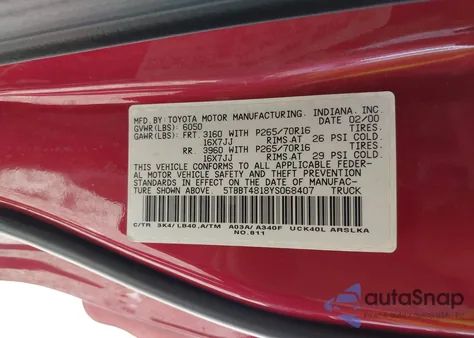 MFD. BY: TOYOTA MOTOR MANUFACTURING, INDIANA, INC.
GVWR(LBS): 6050 DATE: 02/00
GAWR(LBS): FRT. 3160 WITH P265/70R16 TIRES.
16X7JJ RIMS AT 26 PSI COLD
RR 3960 WITH P265/70R16 TIRES.
16X7JJ RIMS AT 29 PSI COLD.
THIS VEHICLE CONFORMS TO ALL APPLICABLE FEDER-
AL MOTOR VEHICLE SAFETY AND THEFT PREVENTION
STANDARDS IN EFFECT ON THE DATE OF MANUFAC-
TURE SHOWN ABOVE. 5TBBT4818YS068407 TRUCK
C/TR 3K4/LB40,A/TM A03A/A340F UCK40L ARSLKA
NO.811
autoSnap